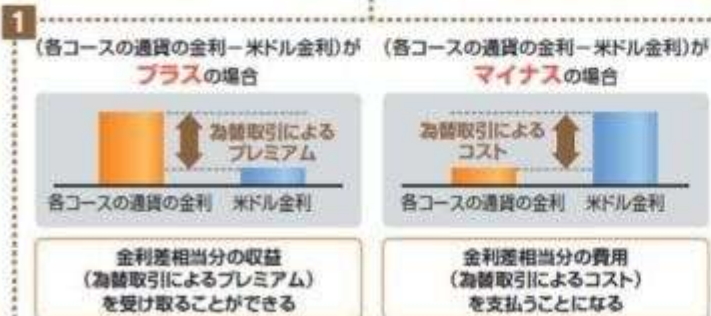 1
(各コースの通貨の金利－米ドル金利)が
プラスの場合
為替取引による
プレミアム
各コースの通貨の金利 米ドル金利
金利差相当分の収益
(為替取引によるプレミアム)
を受け取ることができる
(各コースの通貨の金利－米ドル金利)が
マイナスの場合
為替取引による
コスト
各コースの通貨の金利 米ドル金利
金利差相当分の費用
(為替取引によるコスト)
を支払うことになる